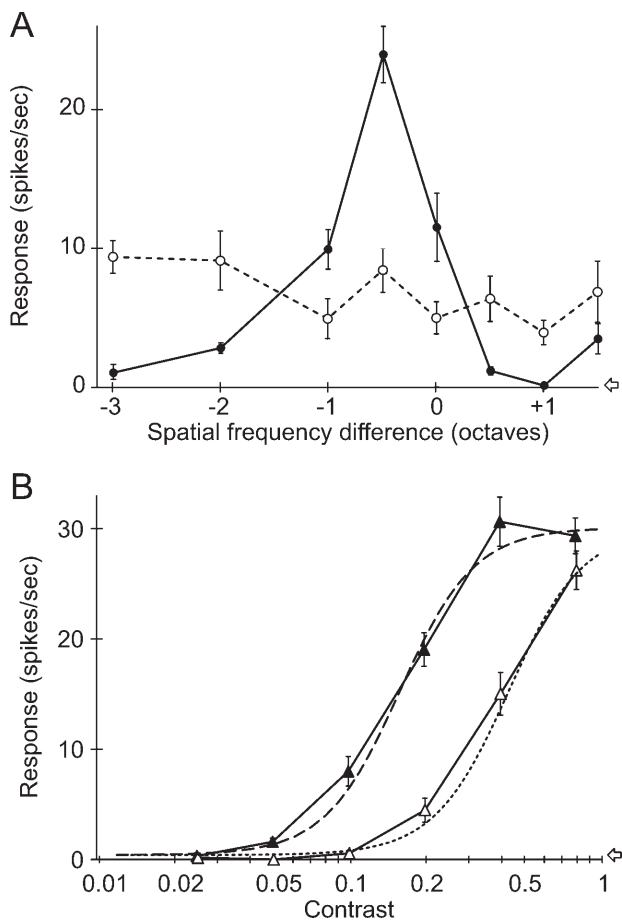 A
Response (spikes/sec)
20
10
0
-3 -2 -1 0 +1
Spatial frequency difference (octaves)
B
Response (spikes/sec)
30
20
10
0
0.01 0.02 0.05 0.1 0.2 0.5 1
Contrast